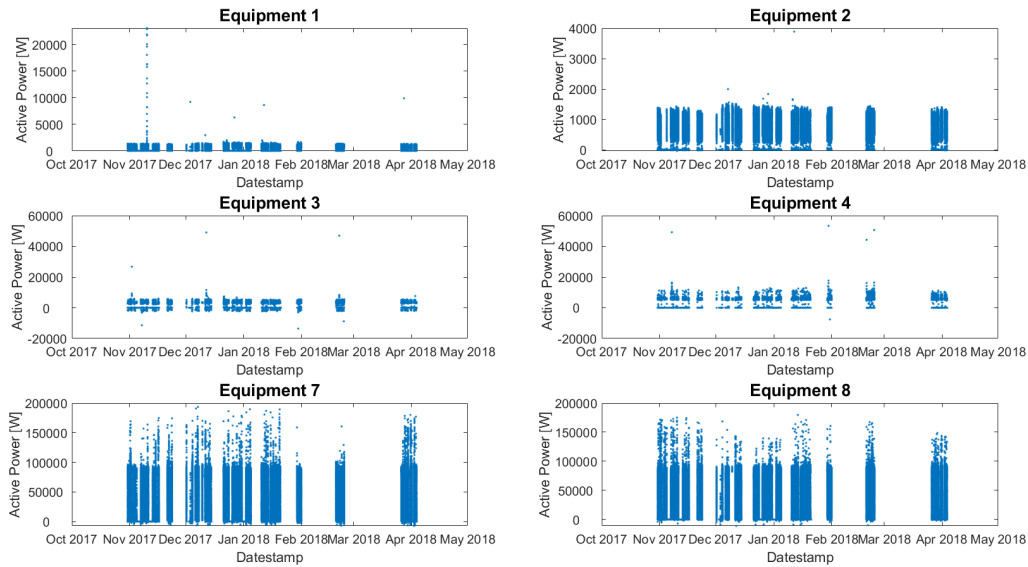 Equipment 1
Active Power [W]
20000
15000
10000
5000
0
Oct 2017 Nov 2017 Dec 2017 Jan 2018 Feb 2018 Mar 2018 Apr 2018 May 2018
Datestamp
Equipment 2
Active Power [W]
4000
3000
2000
1000
0
Oct 2017 Nov 2017 Dec 2017 Jan 2018 Feb 2018 Mar 2018 Apr 2018 May 2018
Datestamp
Equipment 3
Active Power [W]
60000
40000
20000
0
-20000
Oct 2017 Nov 2017 Dec 2017 Jan 2018 Feb 2018 Mar 2018 Apr 2018 May 2018
Datestamp
Equipment 4
Active Power [W]
60000
40000
20000
0
-20000
Oct 2017 Nov 2017 Dec 2017 Jan 2018 Feb 2018 Mar 2018 Apr 2018 May 2018
Datestamp
Equipment 7
Active Power [W]
200000
150000
100000
50000
0
Oct 2017 Nov 2017 Dec 2017 Jan 2018 Feb 2018 Mar 2018 Apr 2018 May 2018
Datestamp
Equipment 8
Active Power [W]
200000
150000
100000
50000
0
Oct 2017 Nov 2017 Dec 2017 Jan 2018 Feb 2018 Mar 2018 Apr 2018 May 2018
Datestamp